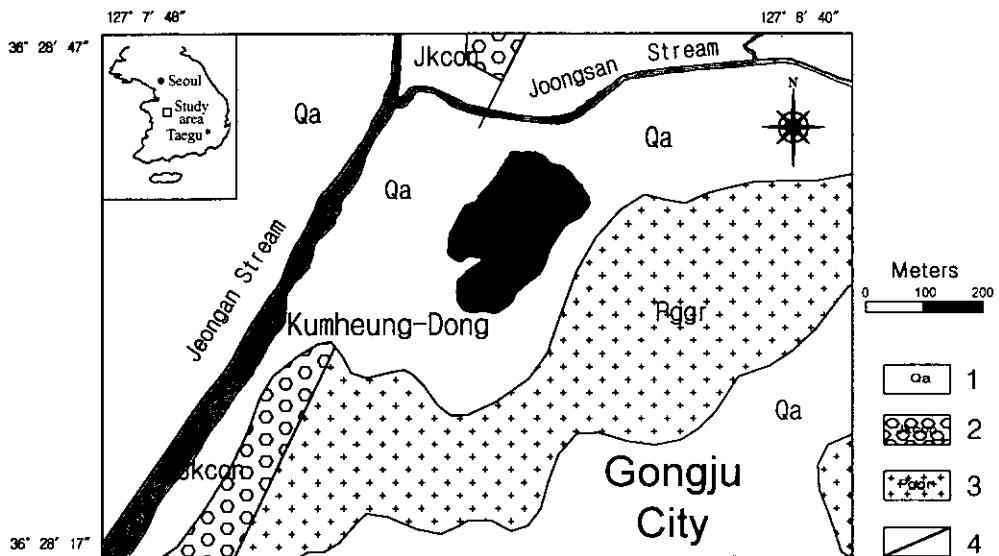 127° 7′ 48″
127° 8′ 40″
36° 28′ 47″
Seoul
Study
area
Taegu
Jkcon
Joongsan Stream
N
Qa
Qa
Qa
Jeongan Stream
Kumheung-Dong
Pggr
Meters
0 100 200
Qa
Jkcon
Gongju
City
36° 28′ 17″
Qa 1
2
3
4